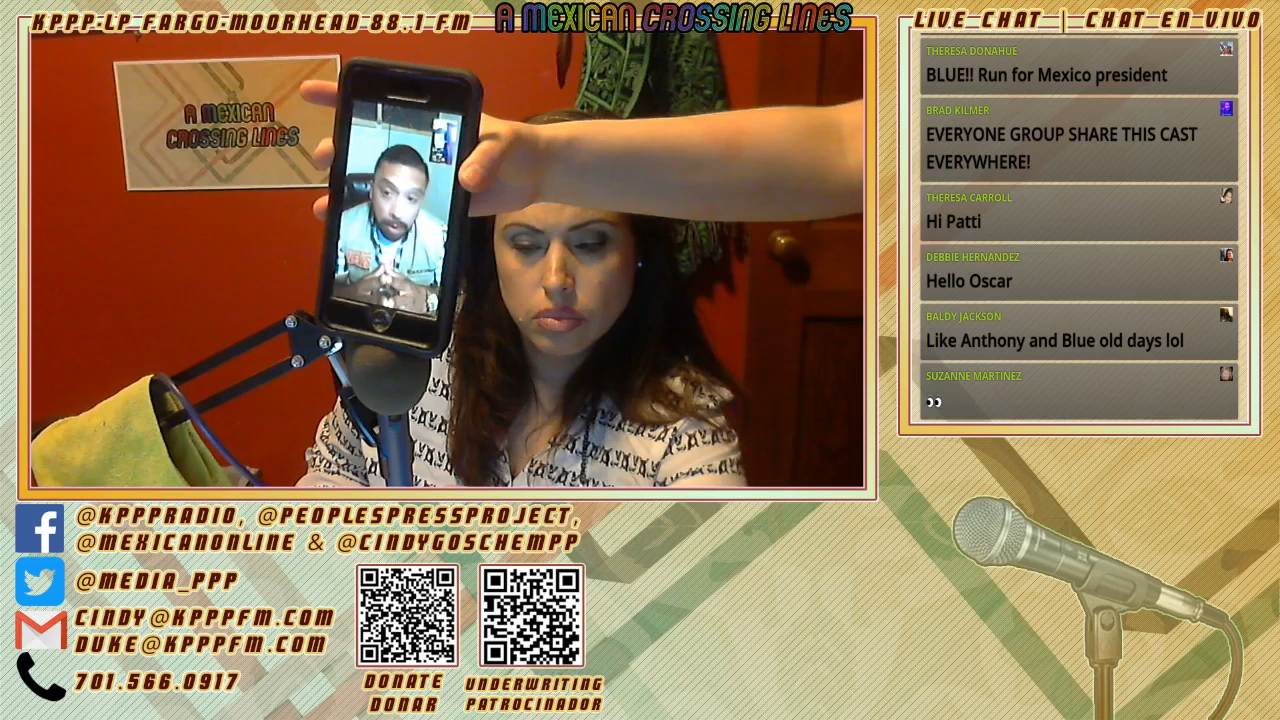 KPPP-LP FARGO-MOORHEAD 88.1 FM
A MEXICAN CROSSING LINES
LIVE CHAT | CHAT EN VIVO
A MEXICAN
CROSSING LINES
THERESA DONAHUE
BLUE!! Run for Mexico president
BRAD KILMER
EVERYONE GROUP SHARE THIS CAST
EVERYWHERE!
THERESA CARROLL
Hi Patti
DEBBIE HERNANDEZ
Hello Oscar
BALDY JACKSON
Like Anthony and Blue old days lol
SUZANNE MARTINEZ
👀
@KPPPRADIO, @PEOPLESPRESSPROJECT,
@MEXICANONLINE & @CINDYGOSCHEMPP
@MEDIA_PPP
CINDY@KPPPFM.COM
DUKE@KPPPFM.COM
701.566.0917
DONATE
DONAR
UNDERWRITING
PATROCINADOR